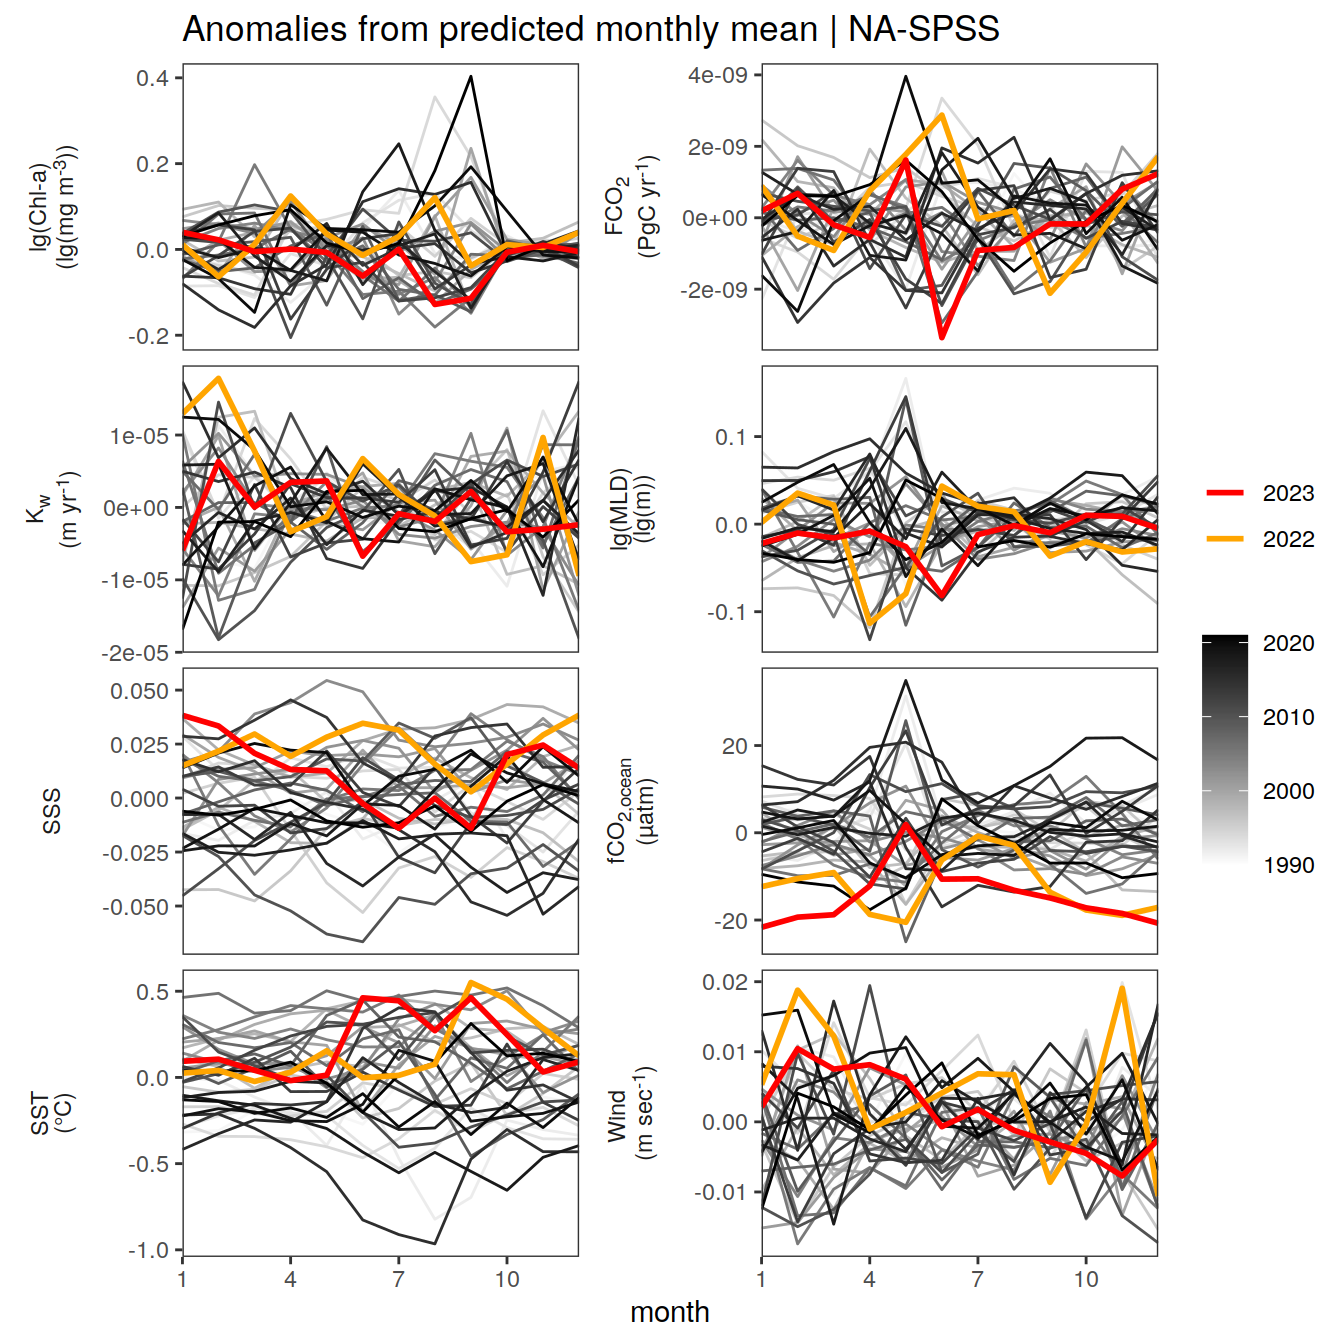 Anomalies from predicted monthly mean | NA-SPSS
lg(Chl-a)
(lg(mg m⁻³))
0.4
0.2
0.0
-0.2
FCO₂
(PgC yr⁻¹)
4e-09
2e-09
0e+00
-2e-09
K_w
(m yr⁻¹)
1e-05
0e+00
-1e-05
-2e-05
lg(MLD)
(lg(m))
0.1
0.0
-0.1
SSS
0.050
0.025
0.000
-0.025
-0.050
fCO₂,ocean
(µatm)
20
0
-20
SST
(°C)
0.5
0.0
-0.5
-1.0
1 4 7 10
Wind
(m sec⁻¹)
0.02
0.01
0.00
-0.01
1 4 7 10
month
2023
2022
2020
2010
2000
1990